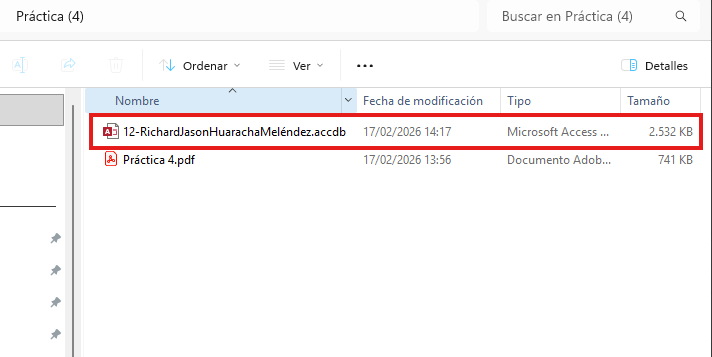 Práctica (4)
Buscar en Práctica (4)
Ordenar
Ver
Detalles
Nombre
Fecha de modificación
Tipo
Tamaño
12-RichardJasonHuarachaMeléndez.accdb
17/02/2026 14:17
Microsoft Access ...
2.532 KB
Práctica 4.pdf
17/02/2026 13:56
Documento Adob...
741 KB